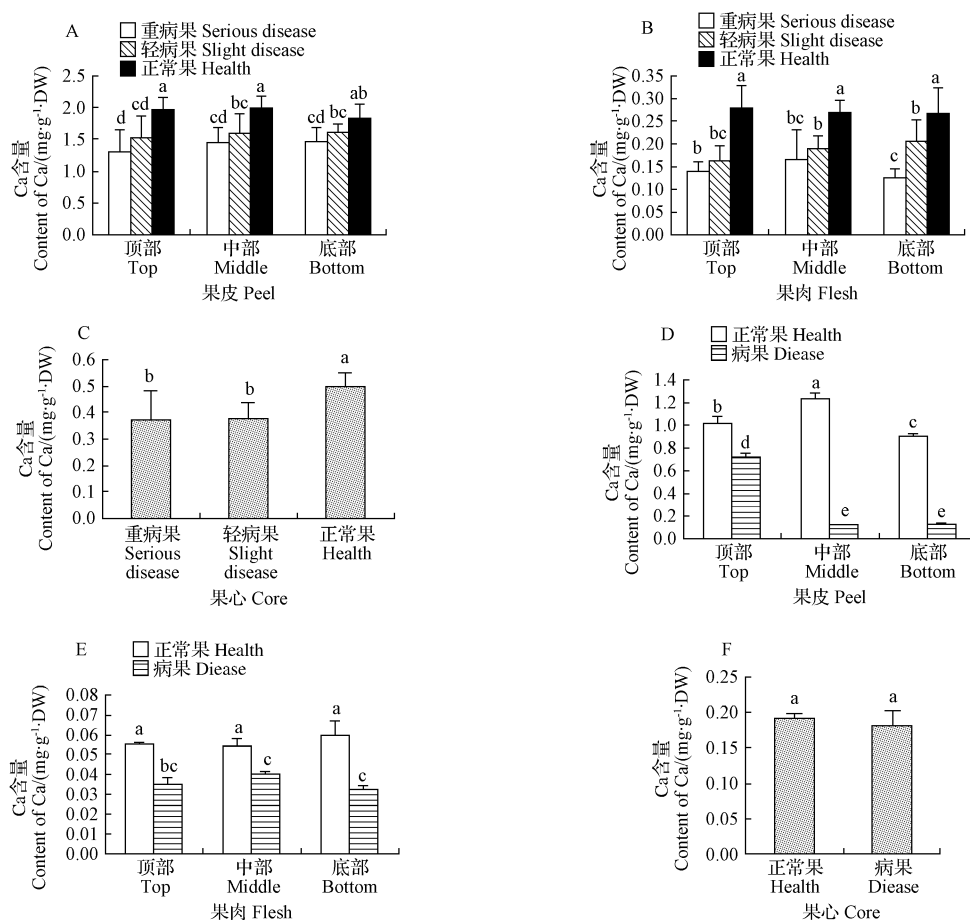 A
重病果 Serious disease
轻病果 Slight disease
正常果 Health
Ca含量
Content of Ca/(mg·g⁻¹·DW)
2.5
2.0
1.5
1.0
0.5
0.0
d cd a cd bc a cd bc ab
顶部 中部 底部
Top Middle Bottom
果皮 Peel
B
重病果 Serious disease
轻病果 Slight disease
正常果 Health
Ca含量
Content of Ca/(mg·g⁻¹·DW)
0.35
0.30
0.25
0.20
0.15
0.10
0.05
0.00
b bc a bc b a c b a
顶部 中部 底部
Top Middle Bottom
果肉 Flesh
C
Ca含量
Content of Ca/(mg·g⁻¹·DW)
0.6
0.5
0.4
0.3
0.2
0.1
0.0
b b a
重病果 轻病果 正常果
Serious Slight Health
disease disease
果心 Core
D
正常果 Health
病果 Diease
Ca含量
Content of Ca/(mg·g⁻¹·DW)
1.4
1.2
1.0
0.8
0.6
0.4
0.2
0.0
b d a e c e
顶部 中部 底部
Top Middle Bottom
果皮 Peel
E
正常果 Health
病果 Diease
Ca含量
Content of Ca/(mg·g⁻¹·DW)
0.08
0.07
0.06
0.05
0.04
0.03
0.02
0.01
0.00
a bc a c a c
顶部 中部 底部
Top Middle Bottom
果肉 Flesh
F
Ca含量
Content of Ca/(mg·g⁻¹·DW)
0.25
0.20
0.15
0.10
0.05
0.00
a a
正常果 病果
Health Diease
果心 Core